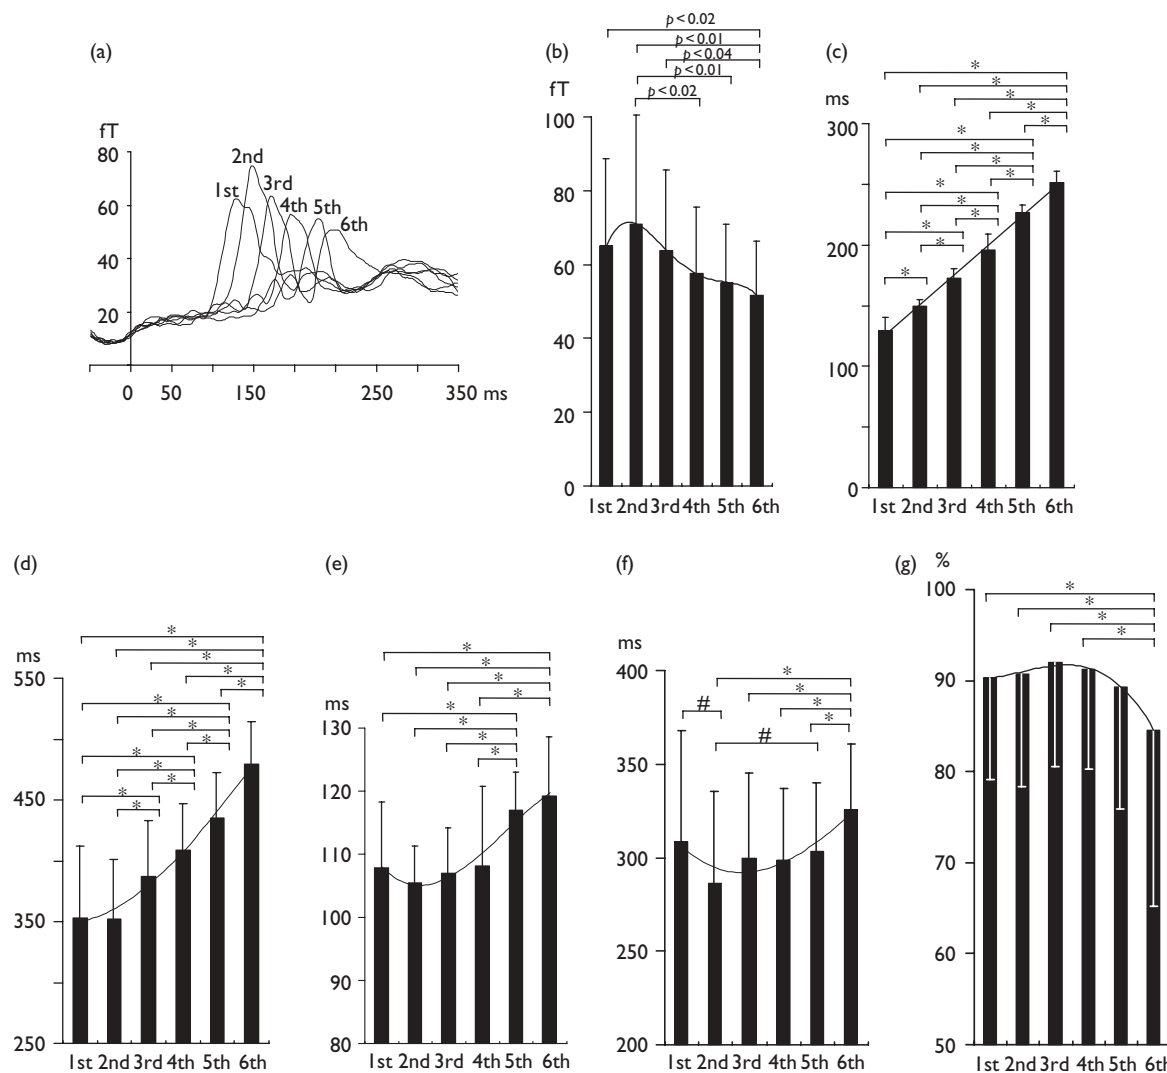 (a)
fT
80
60
40
20
1st
2nd
3rd
4th
5th
6th
0 50 150 250 350 ms
(b)
fT
p < 0.02
p < 0.01
p < 0.04
p < 0.01
p < 0.02
100
80
60
40
20
0
1st 2nd 3rd 4th 5th 6th
(c)
ms
* 
*
*
*
*
*
*
*
*
*
*
*
*
*
*
300
200
100
0
1st 2nd 3rd 4th 5th 6th
(d)
ms
*
*
*
*
*
*
*
*
*
*
*
*
*
*
550
450
350
250
1st 2nd 3rd 4th 5th 6th
(e)
ms
*
*
*
*
*
*
*
*
130
120
110
100
90
80
1st 2nd 3rd 4th 5th 6th
(f)
ms
*
*
*
*
#
#
400
350
300
250
200
1st 2nd 3rd 4th 5th 6th
(g)
%
*
*
*
*
100
90
80
70
60
50
1st 2nd 3rd 4th 5th 6th